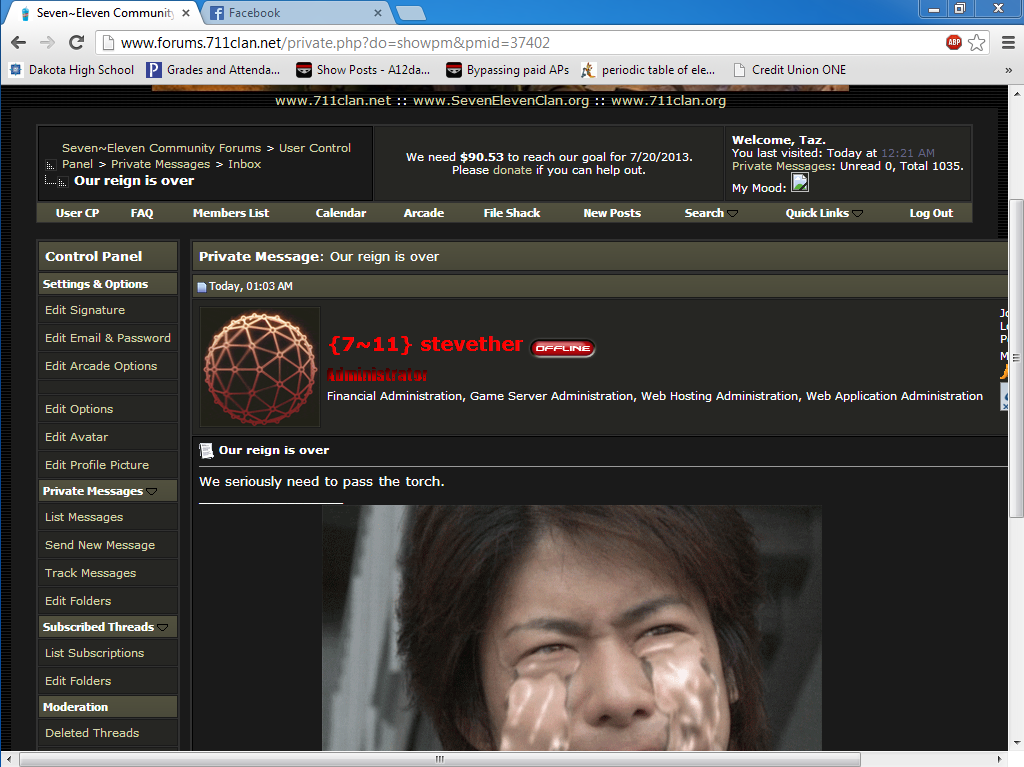 Seven~Eleven Community
Facebook
www.forums.711clan.net/private.php?do=showpm&pmid=37402
ABP
Dakota High School
Grades and Attenda...
Show Posts - A12da...
Bypassing paid APs
periodic table of ele...
Credit Union ONE
»
www.711clan.net :: www.SevenElevenClan.org :: www.711clan.org
Seven~Eleven Community Forums > User Control
Panel > Private Messages > Inbox
Our reign is over
We need $90.53 to reach our goal for 7/20/2013.
Please donate if you can help out.
Welcome, Taz.
You last visited: Today at 12:21 AM
Private Messages: Unread 0, Total 1035.
My Mood:
User CP FAQ Members List Calendar Arcade File Shack New Posts Search Quick Links Log Out
Control Panel
Settings & Options
Edit Signature
Edit Email & Password
Edit Arcade Options
Edit Options
Edit Avatar
Edit Profile Picture
Private Messages
List Messages
Send New Message
Track Messages
Edit Folders
Subscribed Threads
List Subscriptions
Edit Folders
Moderation
Deleted Threads
Private Message: Our reign is over
Today, 01:03 AM
{7~11} stevether OFFLINE
Administrator
Financial Administration, Game Server Administration, Web Hosting Administration, Web Application Administration
Our reign is over
We seriously need to pass the torch.